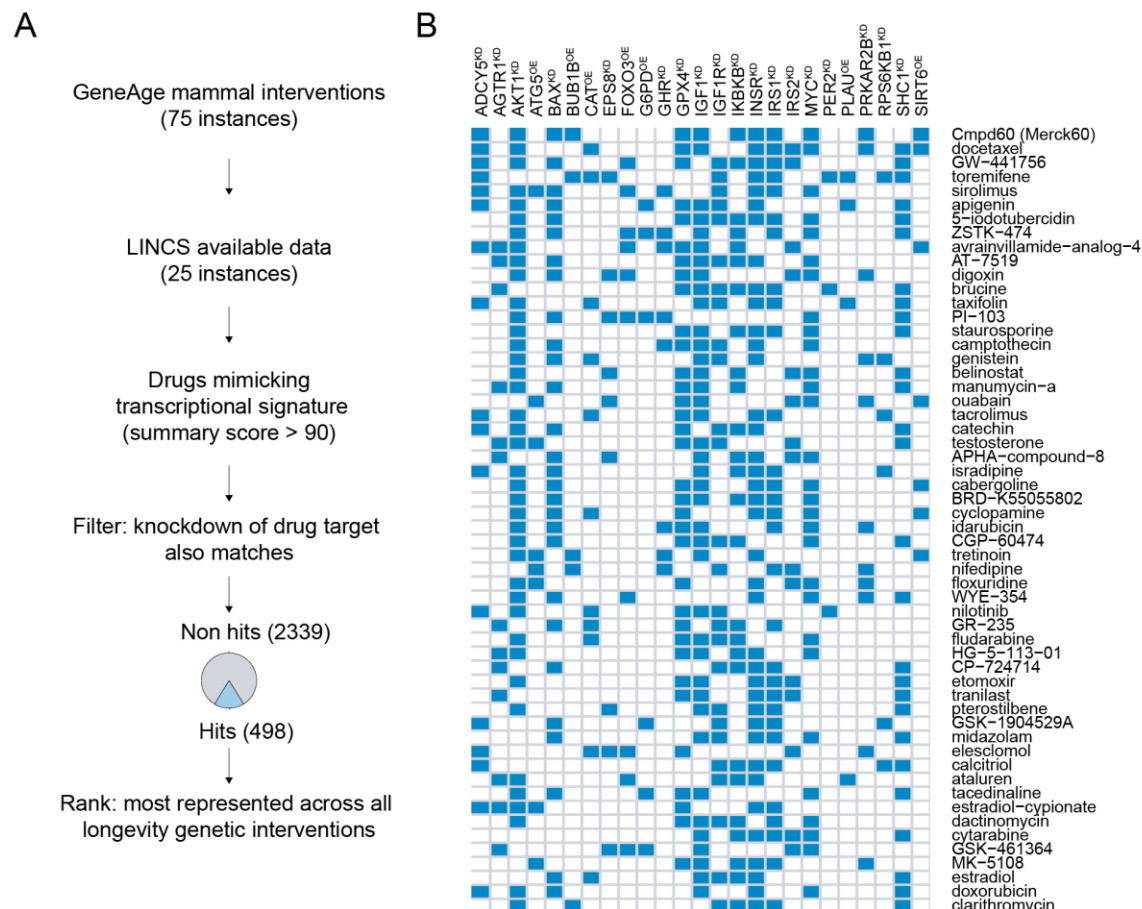 A
GeneAge mammal interventions
(75 instances)
LINCS available data
(25 instances)
Drugs mimicking
transcriptional signature
(summary score > 90)
Filter: knockdown of drug target
also matches
Non hits (2339)
Hits (498)
Rank: most represented across all
longevity genetic interventions
B
ADCY5KD
AGTR1KD
AKT1KD
ATG5OE
BAXKD
BUB1BOE
CATOE
EPS8KD
FOXO3OE
G6PDOE
GHRKD
GPX4KD
IGF1KD
IGF1RKD
IKBKBKD
INSRKD
IRS1KD
IRS2KD
MYCKD
PER2KD
PLAUOE
PRKAR2BKD
RPS6KB1KD
SHC1KD
SIRT6OE
Cmpd60 (Merck60)
docetaxel
GW−441756
toremifene
sirolimus
apigenin
5−iodotubercidin
ZSTK−474
avrainvillamide−analog−4
AT−7519
digoxin
brucine
taxifolin
PI−103
staurosporine
camptothecin
genistein
belinostat
manumycin−a
ouabain
tacrolimus
catechin
testosterone
APHA−compound−8
isradipine
cabergoline
BRD−K55055802
cyclopamine
idarubicin
CGP−60474
tretinoin
nifedipine
floxuridine
WYE−354
nilotinib
GR−235
fludarabine
HG−5−113−01
CP−724714
etomoxir
tranilast
pterostilbene
GSK−1904529A
midazolam
elesclomol
calcitriol
ataluren
tacedinaline
estradiol−cypionate
dactinomycin
cytarabine
GSK−461364
MK−5108
estradiol
doxorubicin
clarithromycin